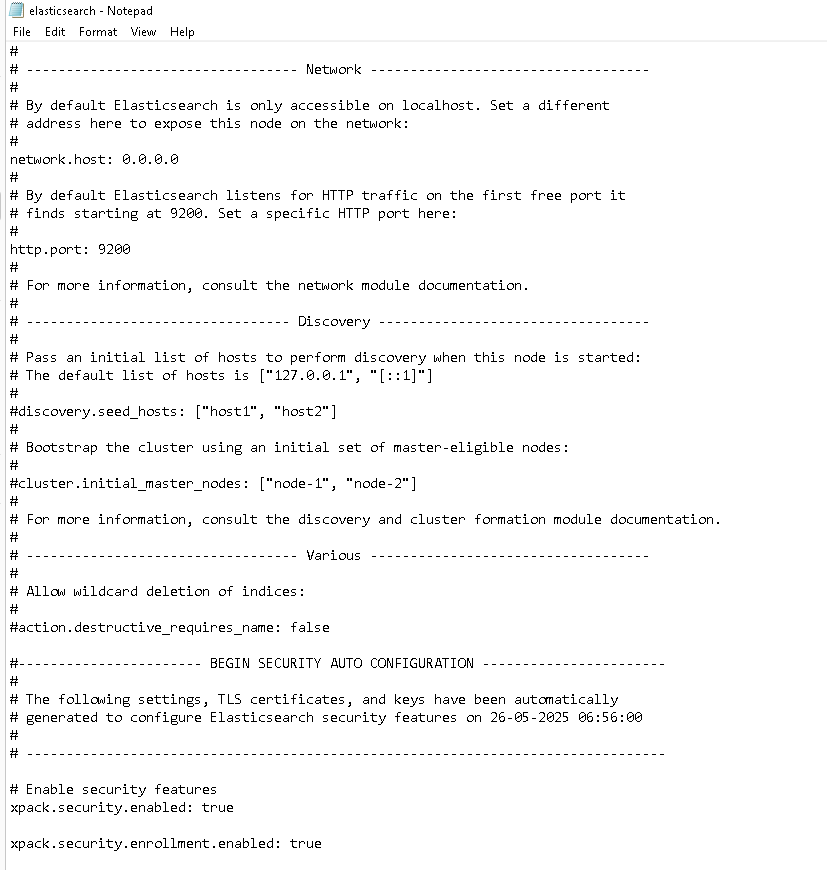 elasticsearch - Notepad
File Edit Format View Help
#
# ---------------------------------- Network -----------------------------------
#
# By default Elasticsearch is only accessible on localhost. Set a different
# address here to expose this node on the network:
#
network.host: 0.0.0.0
#
# By default Elasticsearch listens for HTTP traffic on the first free port it
# finds starting at 9200. Set a specific HTTP port here:
#
http.port: 9200
#
# For more information, consult the network module documentation.
#
# --------------------------------- Discovery ----------------------------------
#
# Pass an initial list of hosts to perform discovery when this node is started:
# The default list of hosts is ["127.0.0.1", "[::1]"]
#
#discovery.seed_hosts: ["host1", "host2"]
#
# Bootstrap the cluster using an initial set of master-eligible nodes:
#
#cluster.initial_master_nodes: ["node-1", "node-2"]
#
# For more information, consult the discovery and cluster formation module documentation.
#
# ---------------------------------- Various -----------------------------------
#
# Allow wildcard deletion of indices:
#
#action.destructive_requires_name: false
#----------------------- BEGIN SECURITY AUTO CONFIGURATION -----------------------
#
# The following settings, TLS certificates, and keys have been automatically
# generated to configure Elasticsearch security features on 26-05-2025 06:56:00
#
# --------------------------------------------------------------------------------
# Enable security features
xpack.security.enabled: true
xpack.security.enrollment.enabled: true